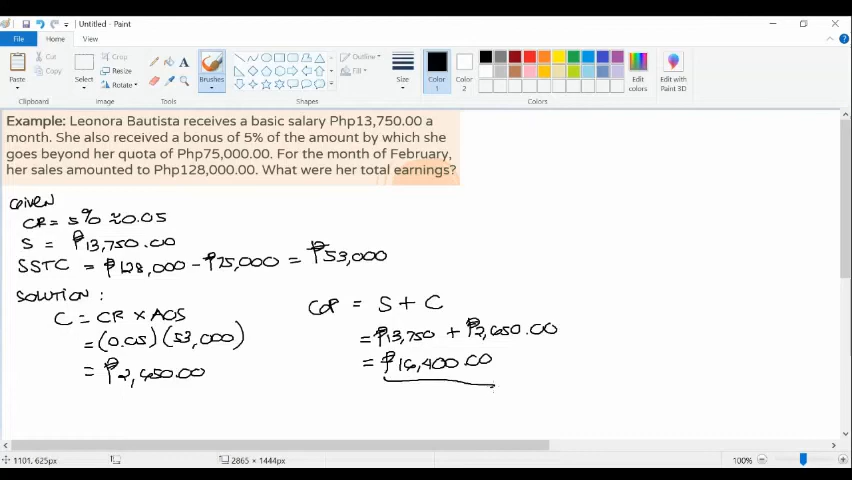 Untitled - Paint
File Home View
Paste Cut Copy Select Crop Resize Rotate Brushes Outline Fill Size Color 1 Color 2 Edit colors Edit with Paint 3D
Clipboard Image Tools Shapes Colors
Example: Leonora Bautista receives a basic salary Php13,750.00 a
month. She also received a bonus of 5% of the amount by which she
goes beyond her quota of Php75,000.00. For the month of February,
her sales amounted to Php128,000.00. What were her total earnings?
Given
CR = 5% ≈ 0.05
S = ₱13,750.00
SSTC = ₱128,000 - ₱75,000 = ₱53,000
SOLUTION :
C = CR × AOS
= (0.05) (53,000)
= ₱2,650.00
GP = S + C
= ₱13,750 + ₱2,650.00
= ₱16,400.00
1101, 625px 2865 × 1444px 100%